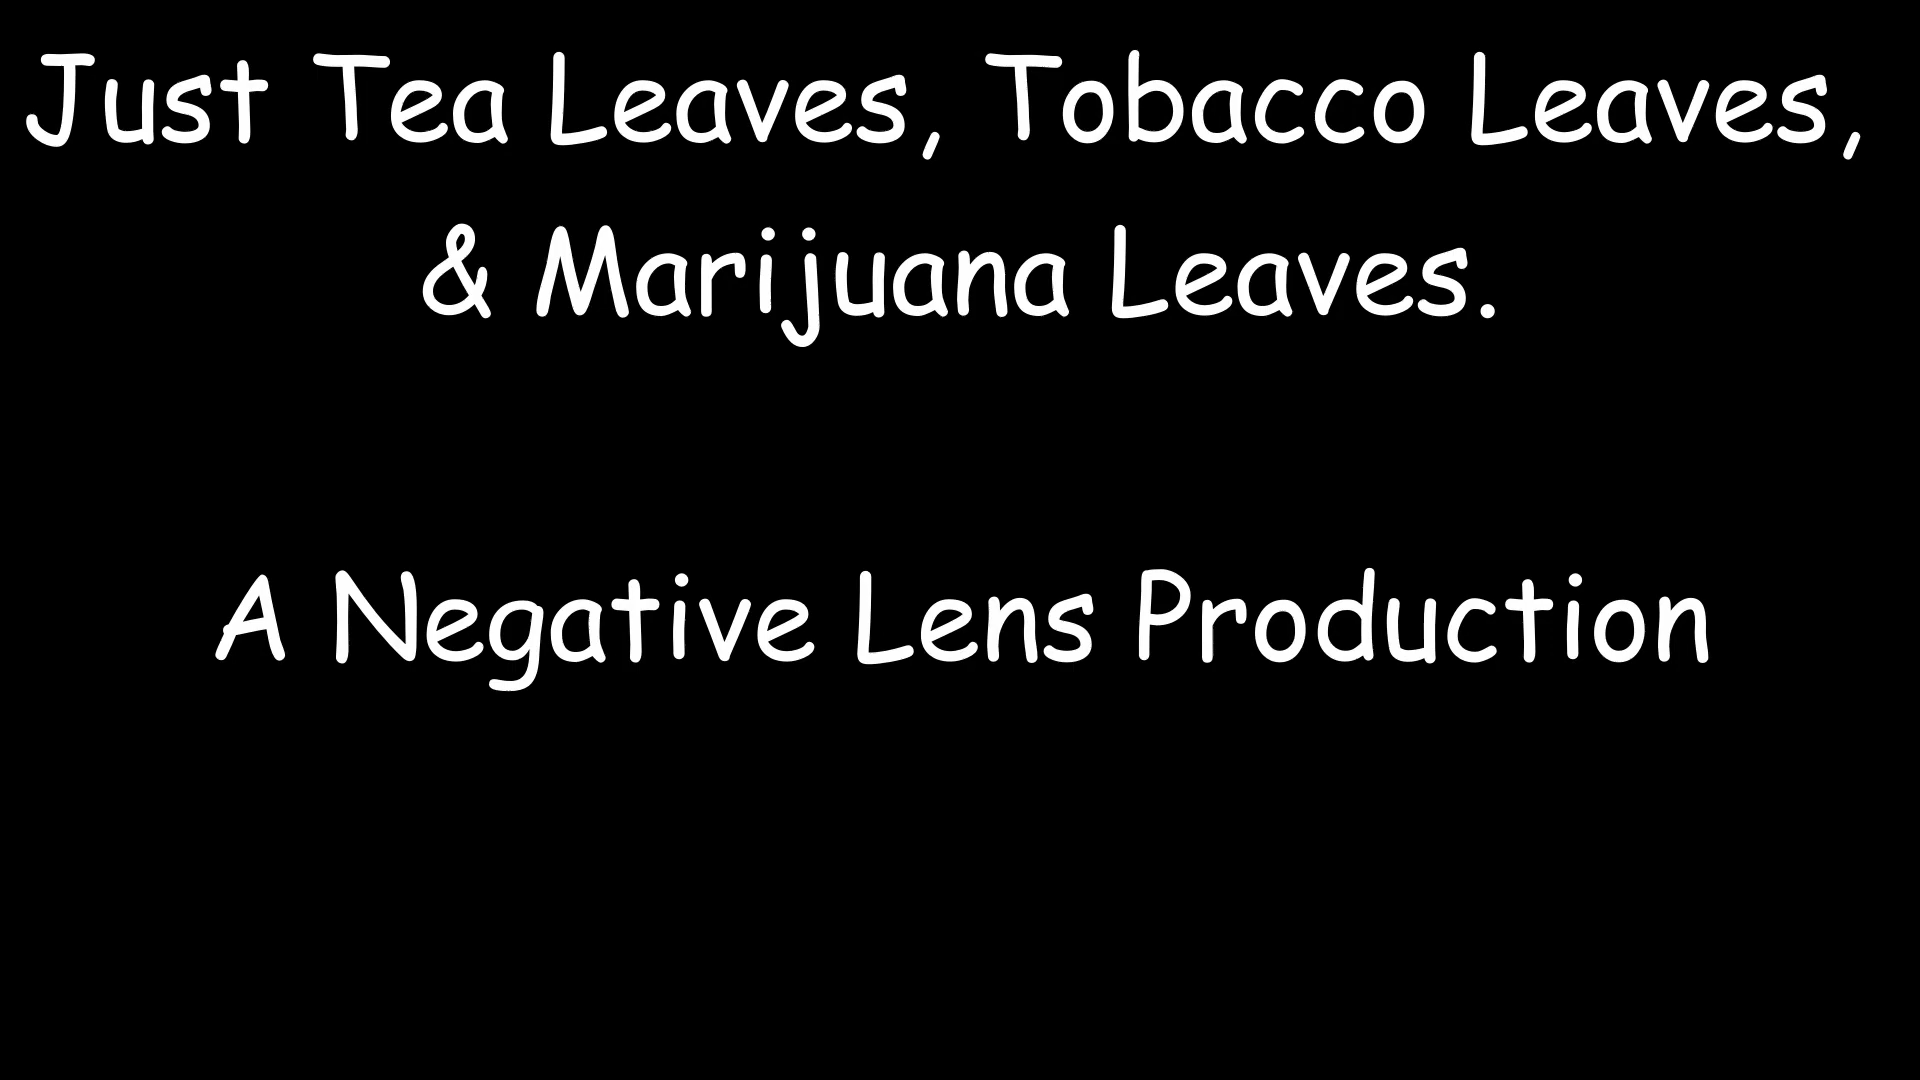 Just Tea Leaves, Tobacco Leaves,
& Marijuana Leaves.
A Negative Lens Production